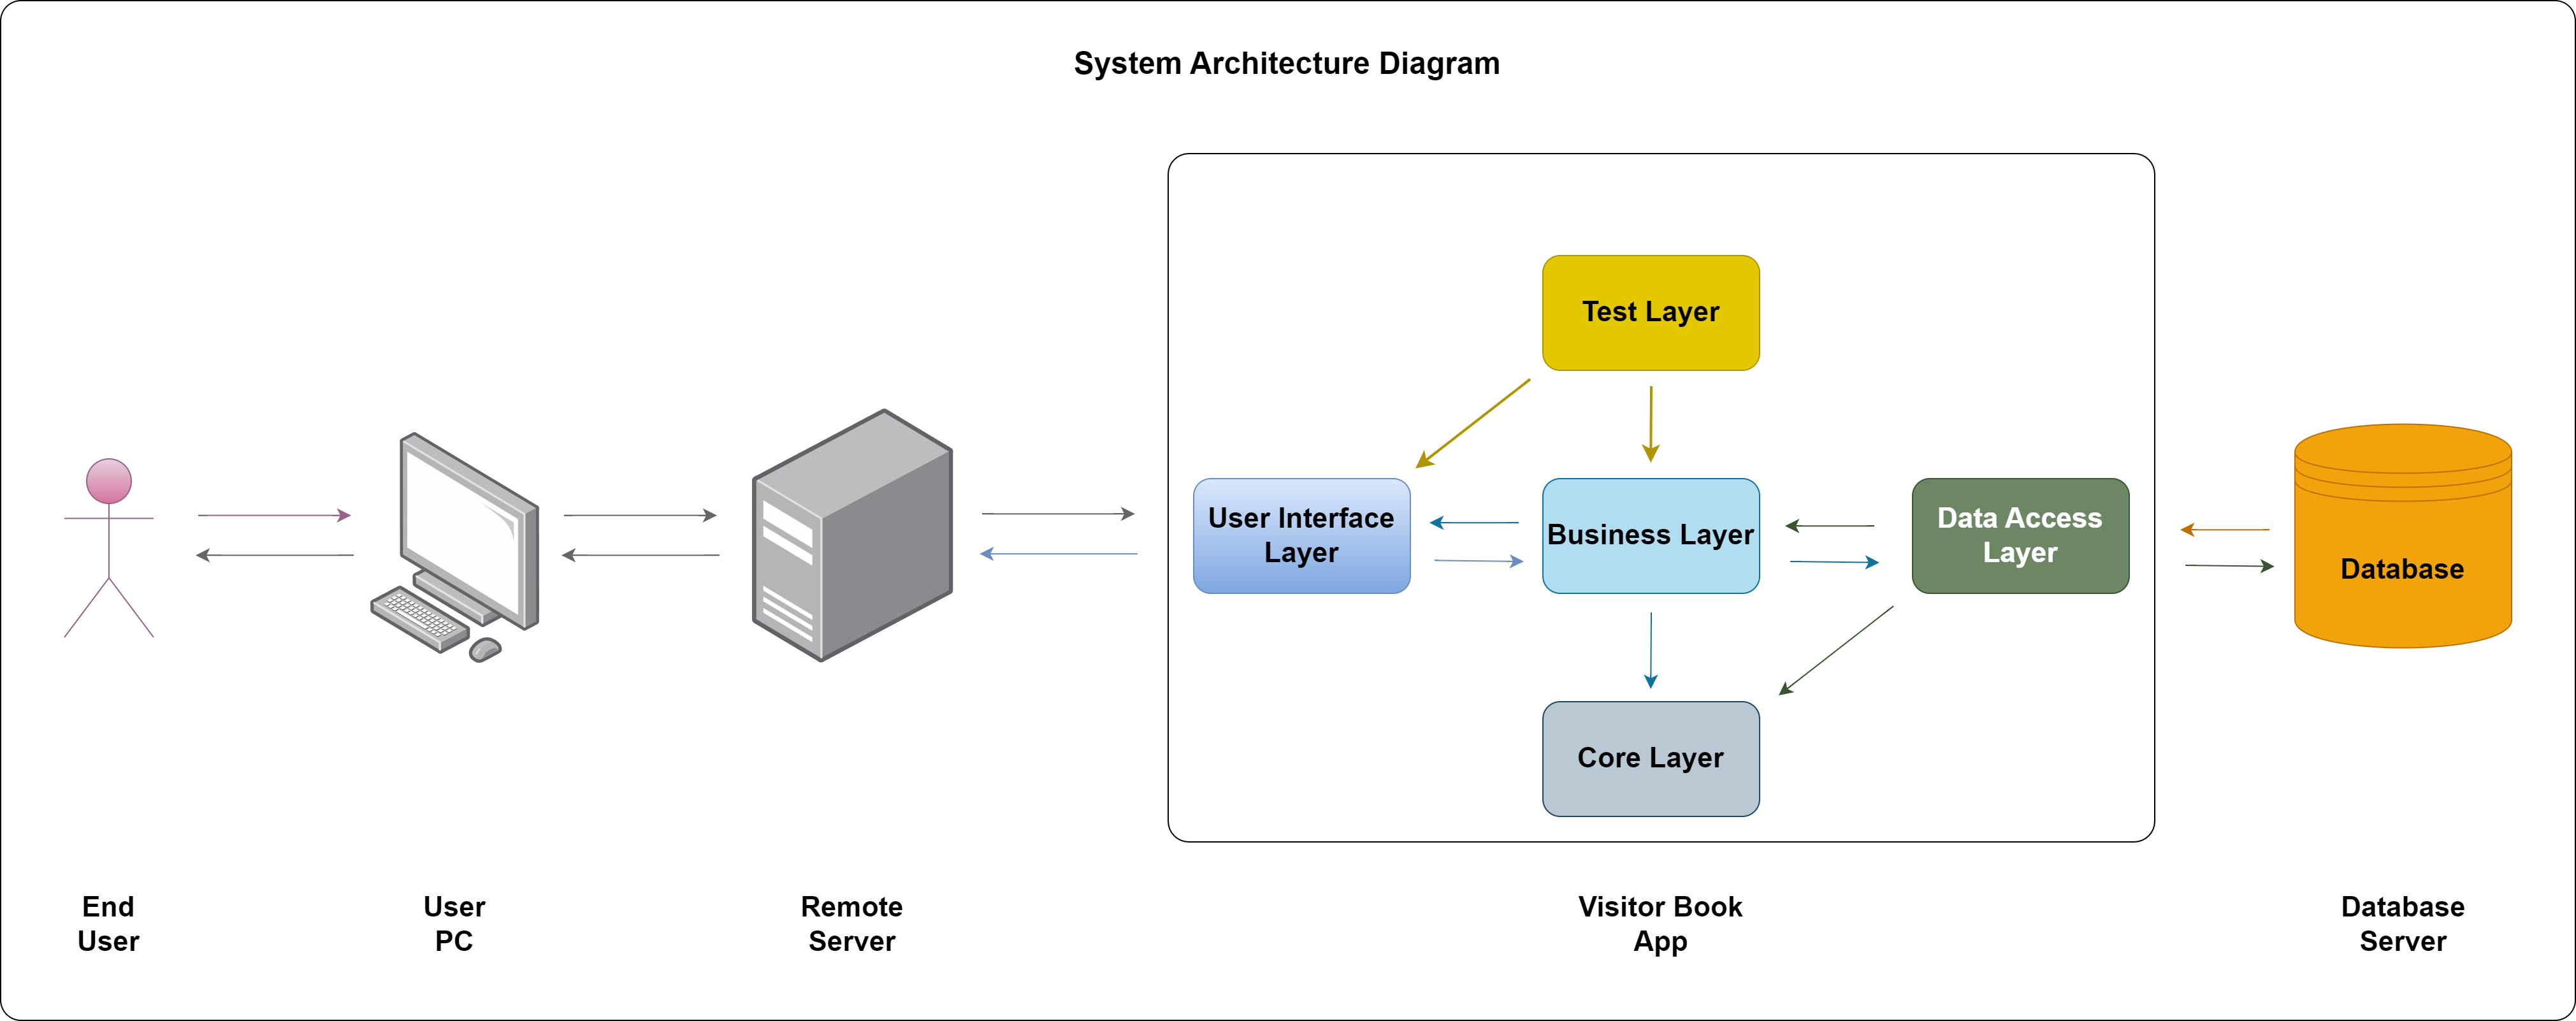 System Architecture Diagram
Test Layer
User Interface
Layer
Business Layer
Data Access
Layer
Database
Core Layer
End
User
User
PC
Remote
Server
Visitor Book
App
Database
Server